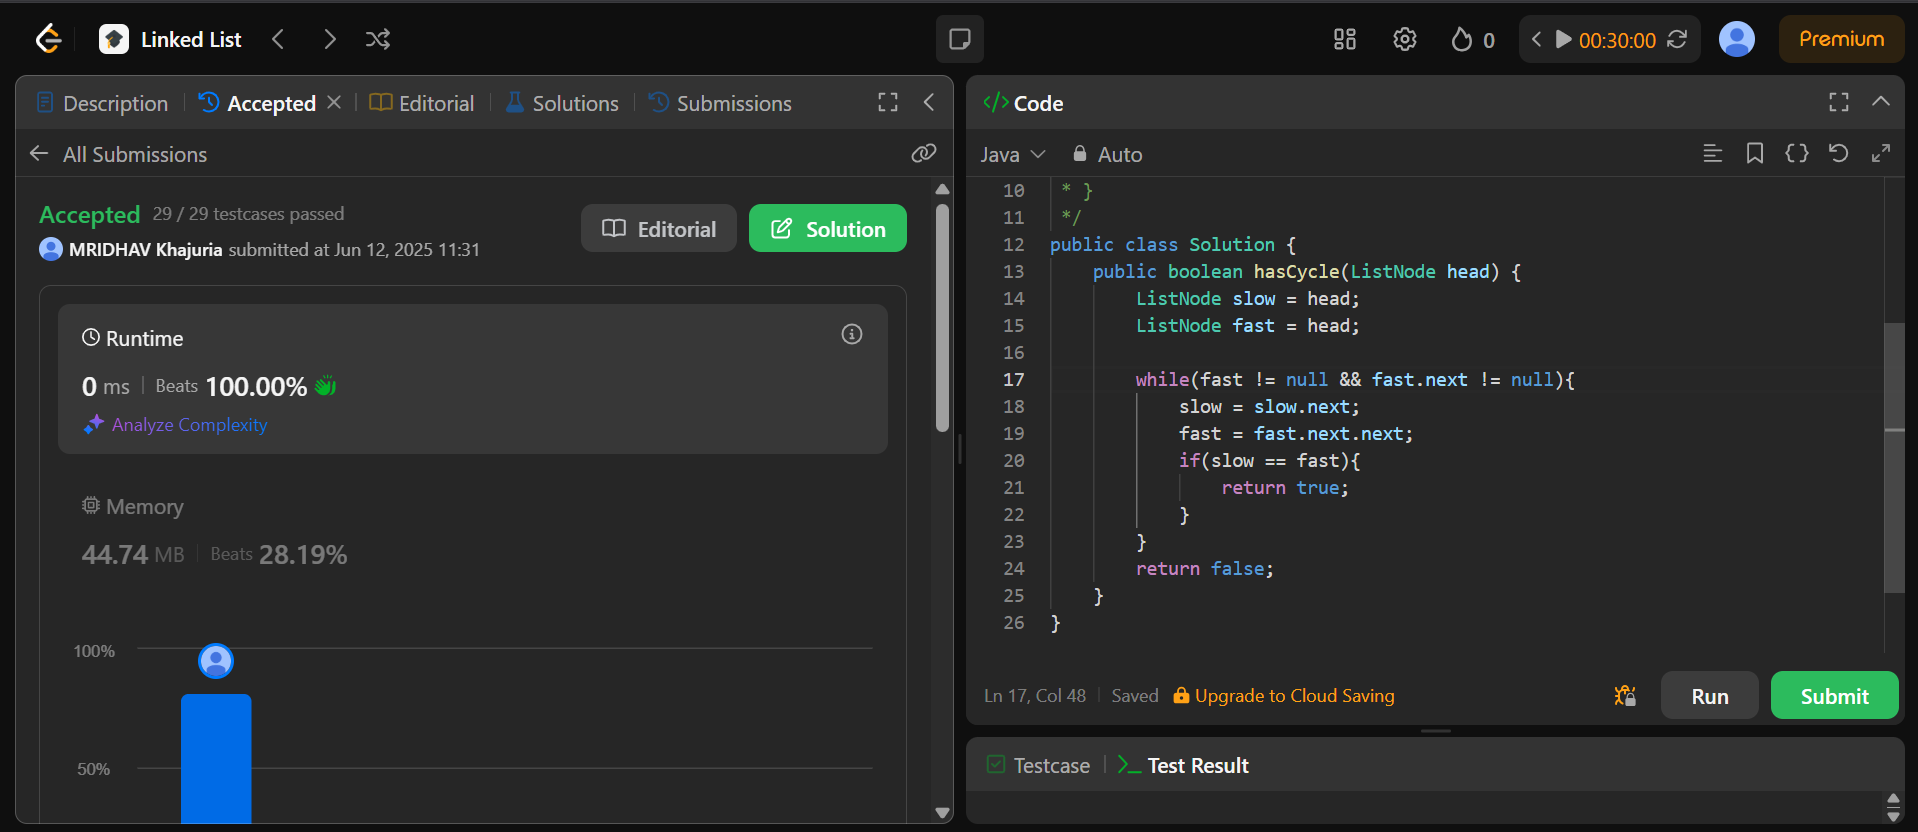 Linked List
0
00:30:00
Premium
Description
Accepted
Editorial
Solutions
Submissions
All Submissions
Accepted 29 / 29 testcases passed
MRIDHAV Khajuria submitted at Jun 12, 2025 11:31
Editorial
Solution
Runtime
0 ms
Beats 100.00%
Analyze Complexity
Memory
44.74 MB
Beats 28.19%
100%
50%
</> Code
Java
Auto
10 * }
11 */
12 public class Solution {
13 public boolean hasCycle(ListNode head) {
14 ListNode slow = head;
15 ListNode fast = head;
16
17 while(fast != null && fast.next != null){
18 slow = slow.next;
19 fast = fast.next.next;
20 if(slow == fast){
21 return true;
22 }
23 }
24 return false;
25 }
26 }
Ln 17, Col 48
Saved
Upgrade to Cloud Saving
Run
Submit
Testcase
Test Result